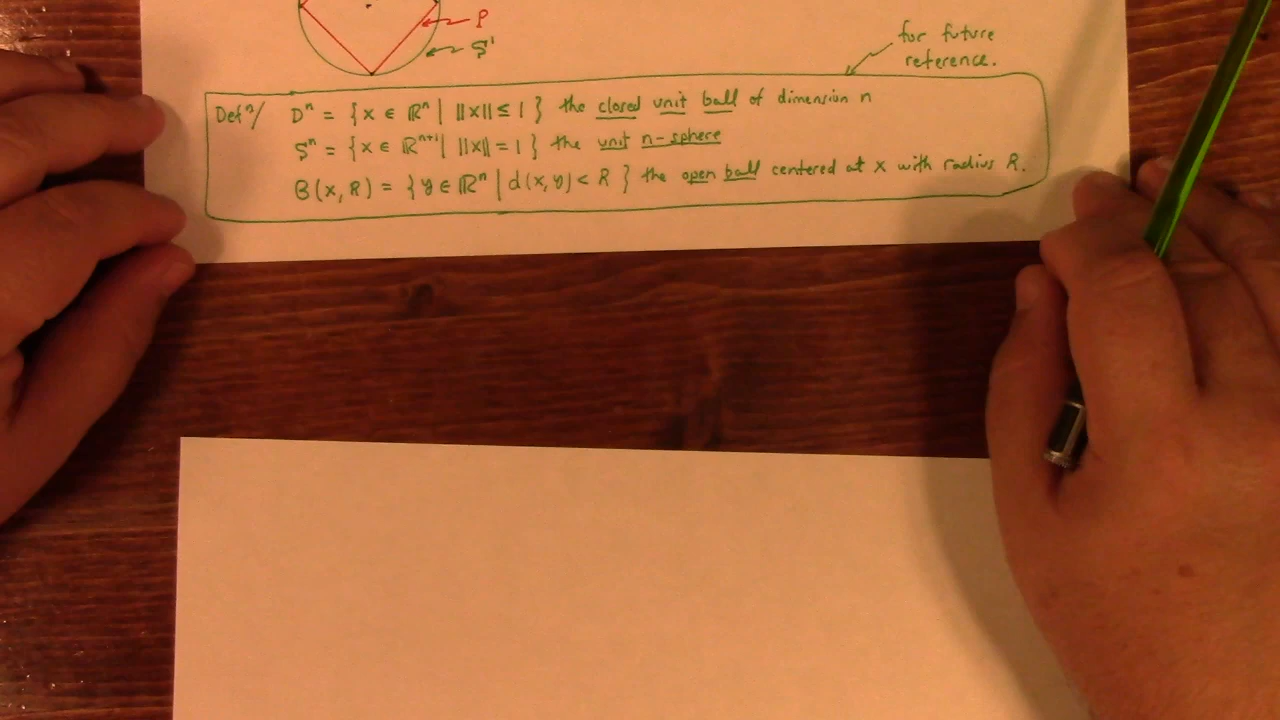 P
S¹
for future
reference.
Defⁿ/ Dⁿ = { x ∈ ℝⁿ | ||x|| ≤ 1 } the closed unit ball of dimension n
Sⁿ = { x ∈ ℝⁿ⁺¹ | ||x|| = 1 } the unit n-sphere
B(x, R) = { y ∈ ℝⁿ | d(x, y) < R } the open ball centered at x with radius R.